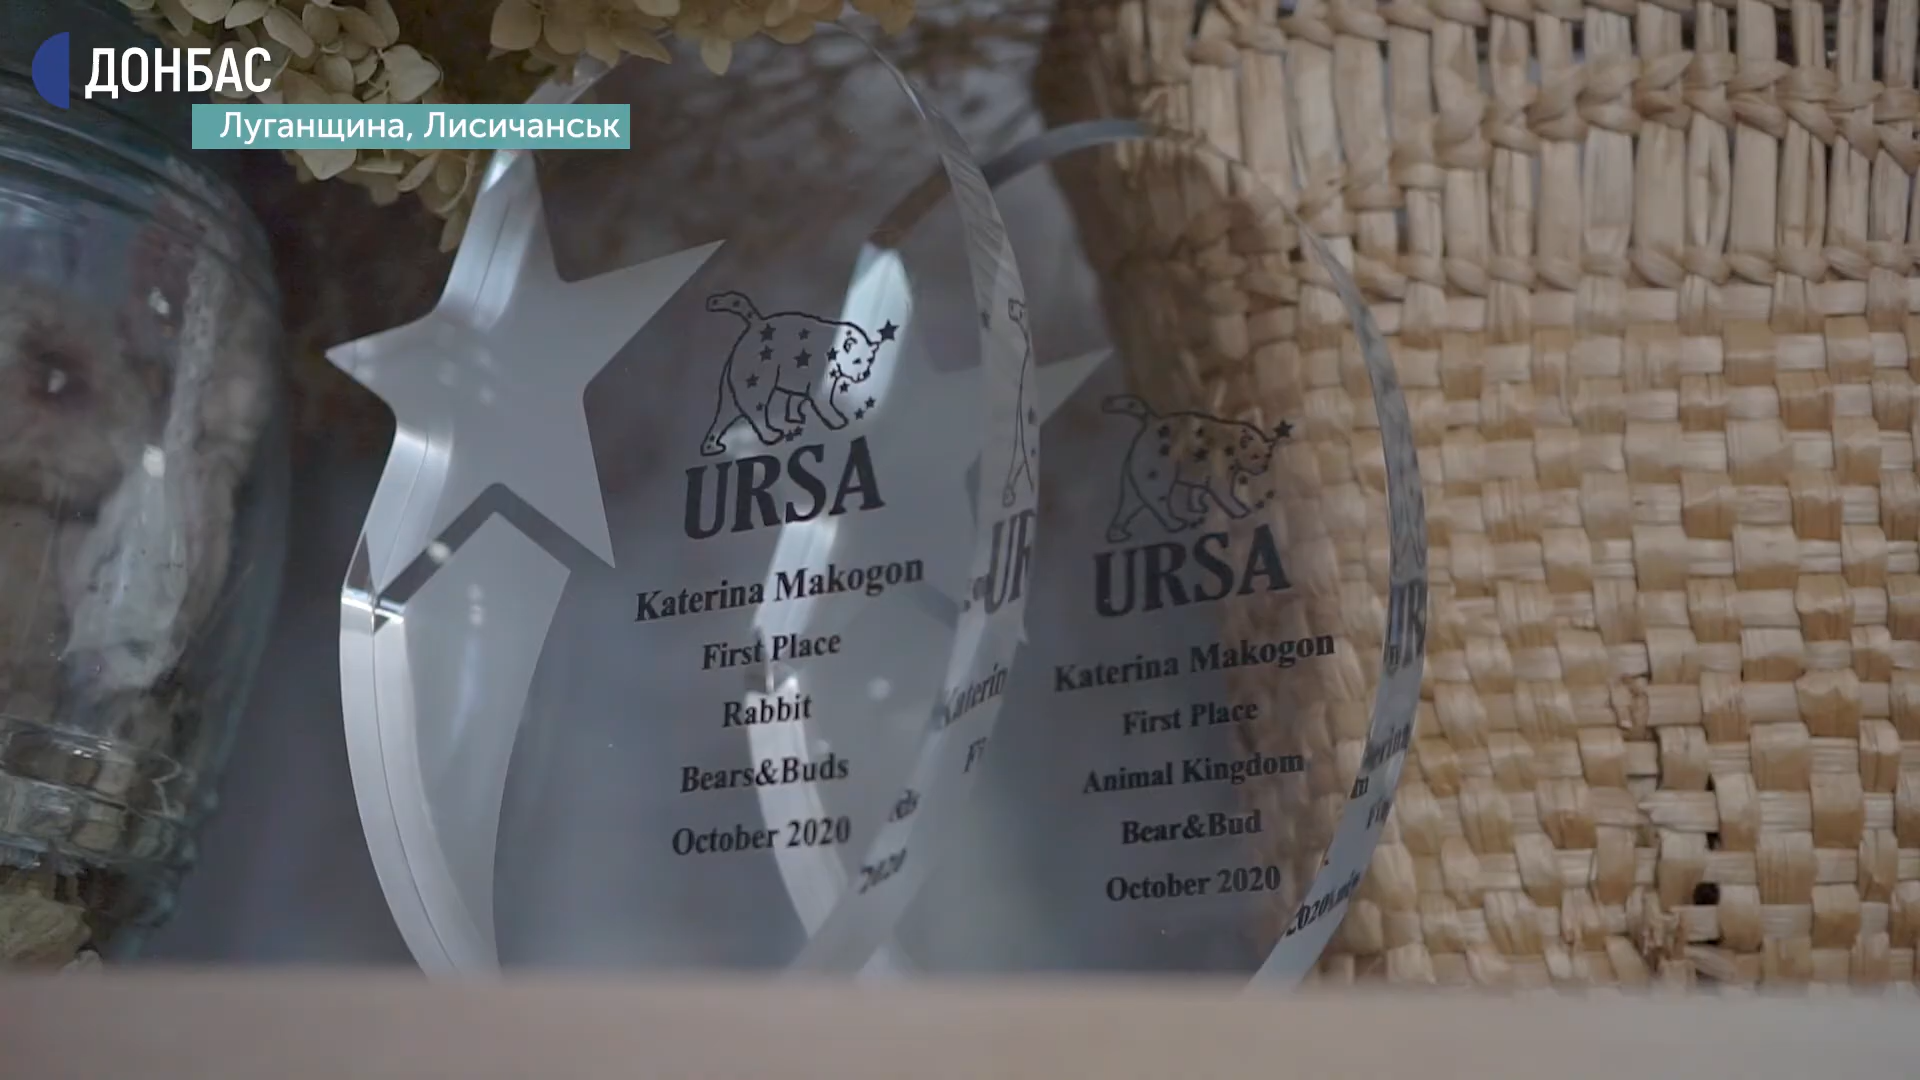 ДОНБАС
Луганщина, Лисичанськ
URSA
Katerina Makogon
First Place
Rabbit
Bears&Buds
October 2020
URSA
Katerina Makogon
First Place
Animal Kingdom
Bear&Bud
October 2020